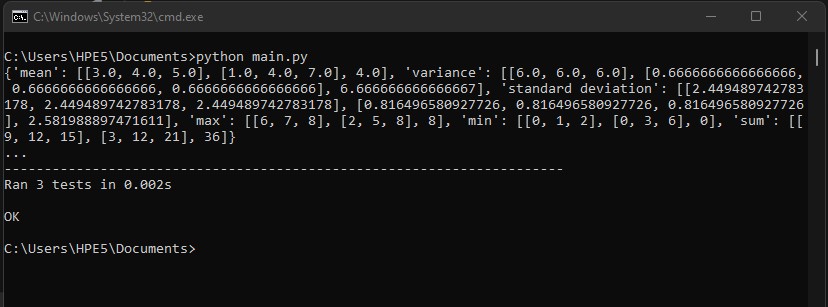 C:\Windows\System32\cmd.exe
C:\Users\HPE5\Documents>python main.py
{'mean': [[3.0, 4.0, 5.0], [1.0, 4.0, 7.0], 4.0], 'variance': [[6.0, 6.0, 6.0], [0.6666666666666666,
 0.6666666666666666, 0.6666666666666666], 6.666666666666667], 'standard deviation': [[2.449489742783
178, 2.449489742783178, 2.449489742783178], [0.816496580927726, 0.816496580927726, 0.816496580927726
], 2.581988897471611], 'max': [[6, 7, 8], [2, 5, 8], 8], 'min': [[0, 1, 2], [0, 3, 6], 0], 'sum': [[
9, 12, 15], [3, 12, 21], 36]}
...
----------------------------------------------------------------------
Ran 3 tests in 0.002s
OK
C:\Users\HPE5\Documents>